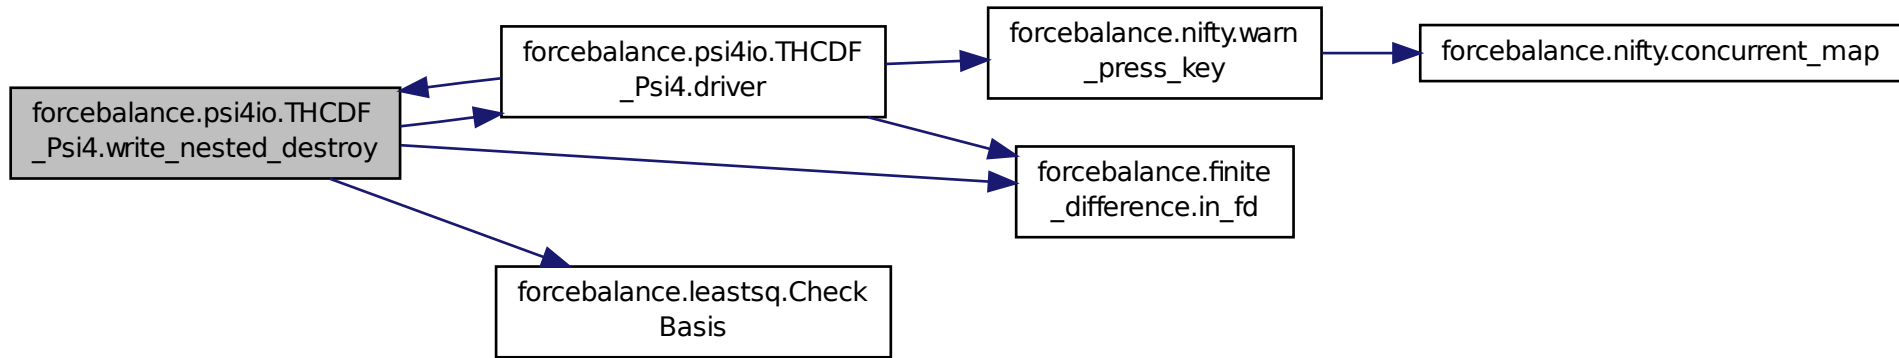 forcebalance.psi4io.THCDF
_Psi4.write_nested_destroy
forcebalance.psi4io.THCDF
_Psi4.driver
forcebalance.nifty.warn
_press_key
forcebalance.nifty.concurrent_map
forcebalance.finite
_difference.in_fd
forcebalance.leastsq.Check
Basis